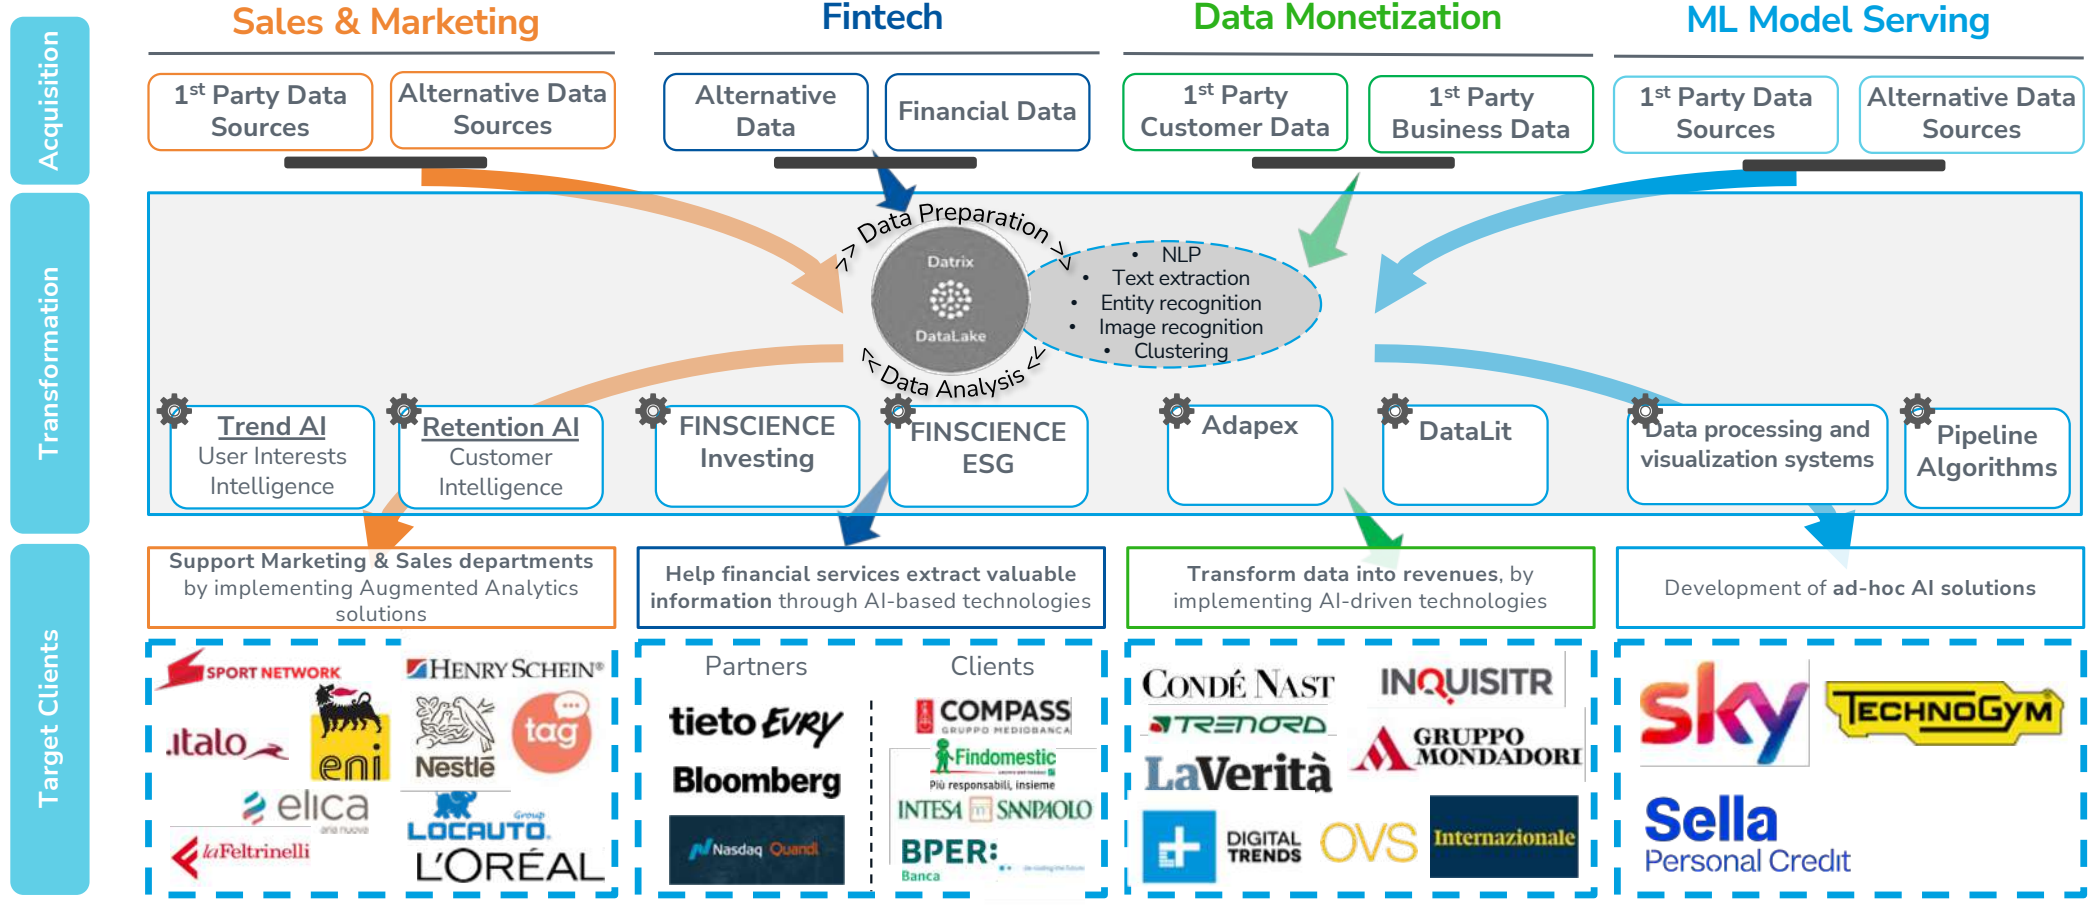 Sales & Marketing
Fintech
Data Monetization
ML Model Serving
Acquisition
1st Party Data
Sources
Alternative Data
Sources
Alternative
Data
Financial Data
1st Party
Customer Data
1st Party
Business Data
1st Party Data
Sources
Alternative Data
Sources
Transformation
>> Data Preparation >>
Datrix
DataLake
<< Data Analysis <<
• NLP
• Text extraction
• Entity recognition
• Image recognition
• Clustering
Trend AI
User Interests
Intelligence
Retention AI
Customer
Intelligence
FINSCIENCE
Investing
FINSCIENCE
ESG
Adapex
DataLit
Data processing and
visualization systems
Pipeline
Algorithms
Target Clients
Support Marketing & Sales departments
by implementing Augmented Analytics
solutions
Help financial services extract valuable
information through AI-based technologies
Transform data into revenues, by
implementing AI-driven technologies
Development of ad-hoc AI solutions
SPORT NETWORK
HENRY SCHEIN®
.italo
eni
Nestlé
tag
elica
aria nuova
Group
LOCAUTO.
laFeltrinelli
L'ORÉAL
Partners
tieto Evry
Bloomberg
Nasdaq Quandl
Clients
COMPASS
GRUPPO MEDIOBANCA
Findomestic
Più responsabili, insieme
INTESA SANPAOLO
BPER:
Banca
CONDÉ NAST
INQUISITR
TRENORD
GRUPPO
MONDADORI
LaVerità
DIGITAL
TRENDS
OVS
Internazionale
sky
TECHNOGYM
Sella
Personal Credit